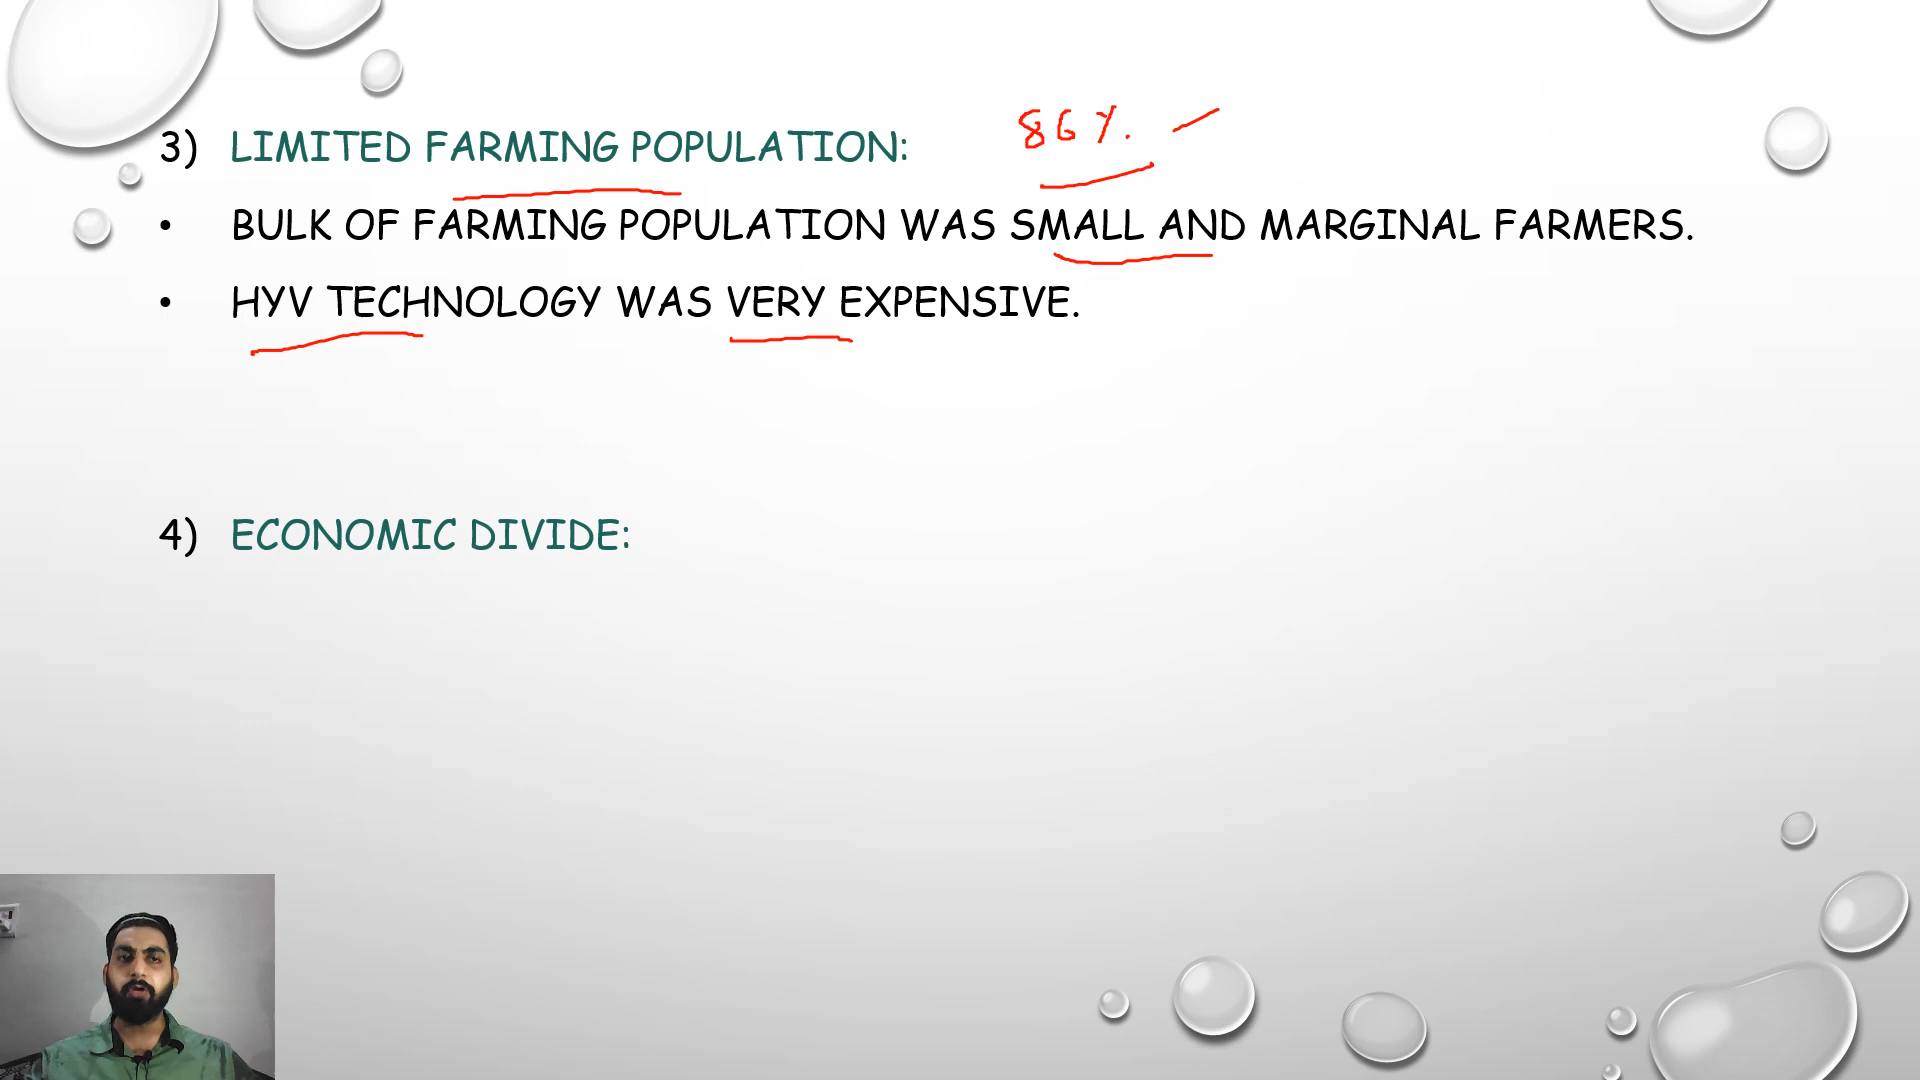 86%.
3) LIMITED FARMING POPULATION:
• BULK OF FARMING POPULATION WAS SMALL AND MARGINAL FARMERS.
• HYV TECHNOLOGY WAS VERY EXPENSIVE.
4) ECONOMIC DIVIDE: